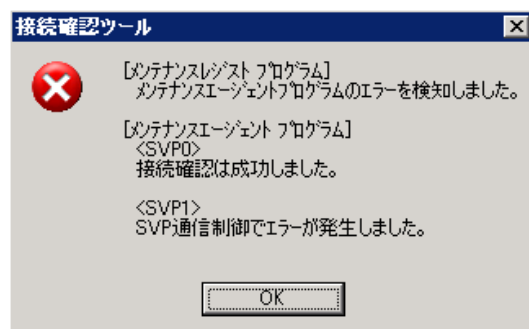 接続確認ツール
[ﾒﾝﾃﾅﾝｽﾚｼﾞｽﾄ ﾌﾟﾛｸﾞﾗﾑ]
ﾒﾝﾃﾅﾝｽｴｰｼﾞｪﾝﾄﾌﾟﾛｸﾞﾗﾑのエラーを検知しました。
[ﾒﾝﾃﾅﾝｽｴｰｼﾞｪﾝﾄ ﾌﾟﾛｸﾞﾗﾑ]
<SVP0>
接続確認は成功しました。
<SVP1>
SVP通信制御でエラーが発生しました。
OK